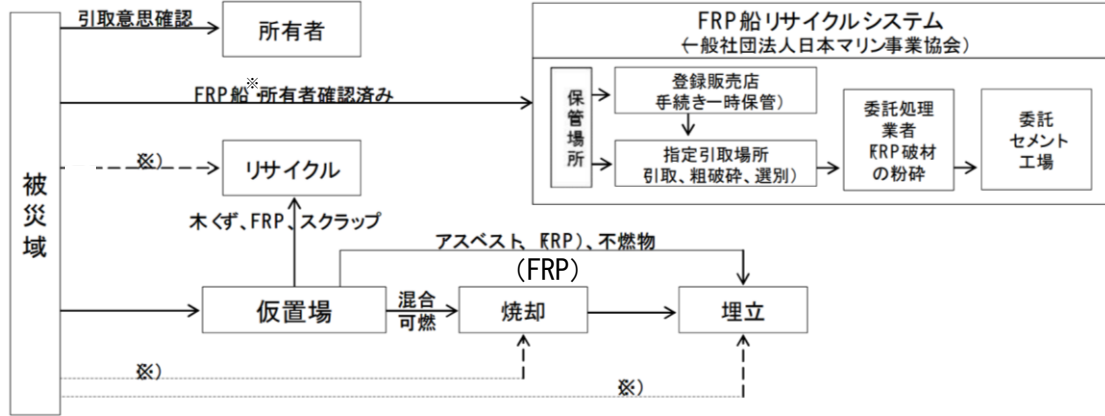 引取意思確認
所有者
FRP船※・所有者確認済み
FRP船リサイクルシステム
(一般社団法人日本マリン事業協会)
保管場所
登録販売店
手続き一時保管)
指定引取場所
引取、粗破砕、選別)
委託処理
業者
FRP破材
の粉砕
委託
セメント
工場
被災域
※)
リサイクル
木くず、FRP、スクラップ
アスベスト、FRP)、不燃物
(FRP)
仮置場
混合
可燃
焼却
埋立
※)
※)